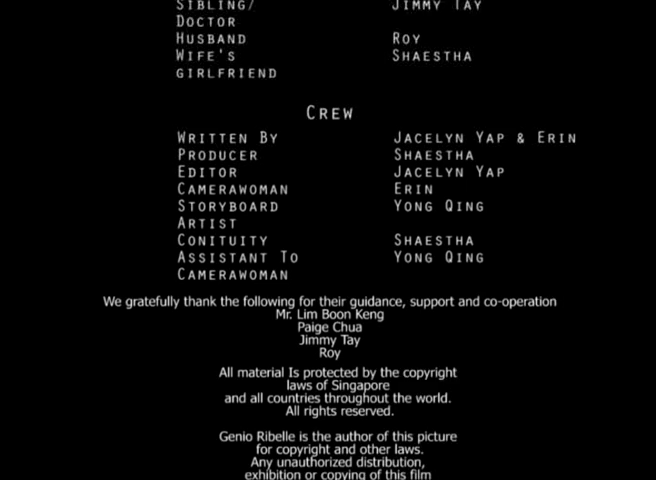 SIBLING/ JIMMY TAY
DOCTOR
HUSBAND ROY
WIFE'S SHAESTHA
GIRLFRIEND
CREW
WRITTEN BY JACELYN YAP & ERIN
PRODUCER SHAESTHA
EDITOR JACELYN YAP
CAMERAWOMAN ERIN
STORYBOARD YONG QING
ARTIST
CONITUITY SHAESTHA
ASSISTANT TO YONG QING
CAMERAWOMAN
We gratefully thank the following for their guidance, support and co-operation
Mr. Lim Boon Keng
Paige Chua
Jimmy Tay
Roy
All material Is protected by the copyright
laws of Singapore
and all countries throughout the world.
All rights reserved.
Genio Ribelle is the author of this picture
for copyright and other laws.
Any unauthorized distribution,
exhibition or copying of this film